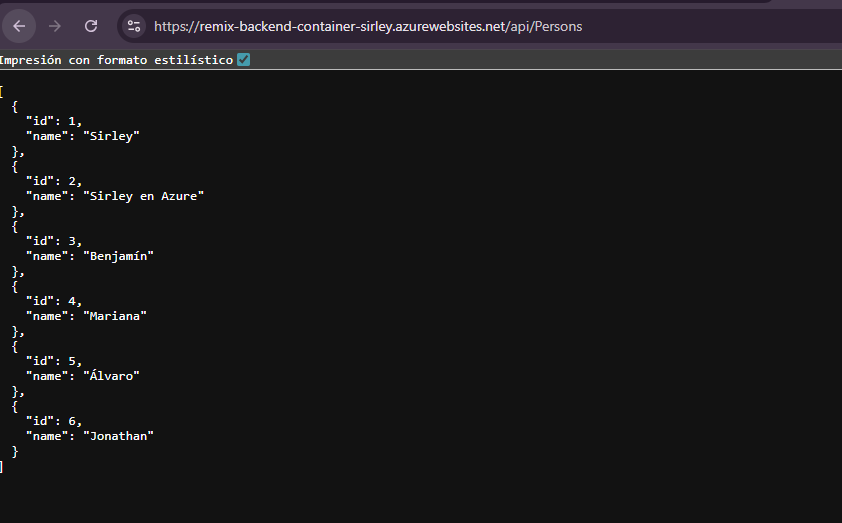 https://remix-backend-container-sirley.azurewebsites.net/api/Persons
Impresión con formato estilístico
[
  {
    "id": 1,
    "name": "Sirley"
  },
  {
    "id": 2,
    "name": "Sirley en Azure"
  },
  {
    "id": 3,
    "name": "Benjamín"
  },
  {
    "id": 4,
    "name": "Mariana"
  },
  {
    "id": 5,
    "name": "Álvaro"
  },
  {
    "id": 6,
    "name": "Jonathan"
  }
]